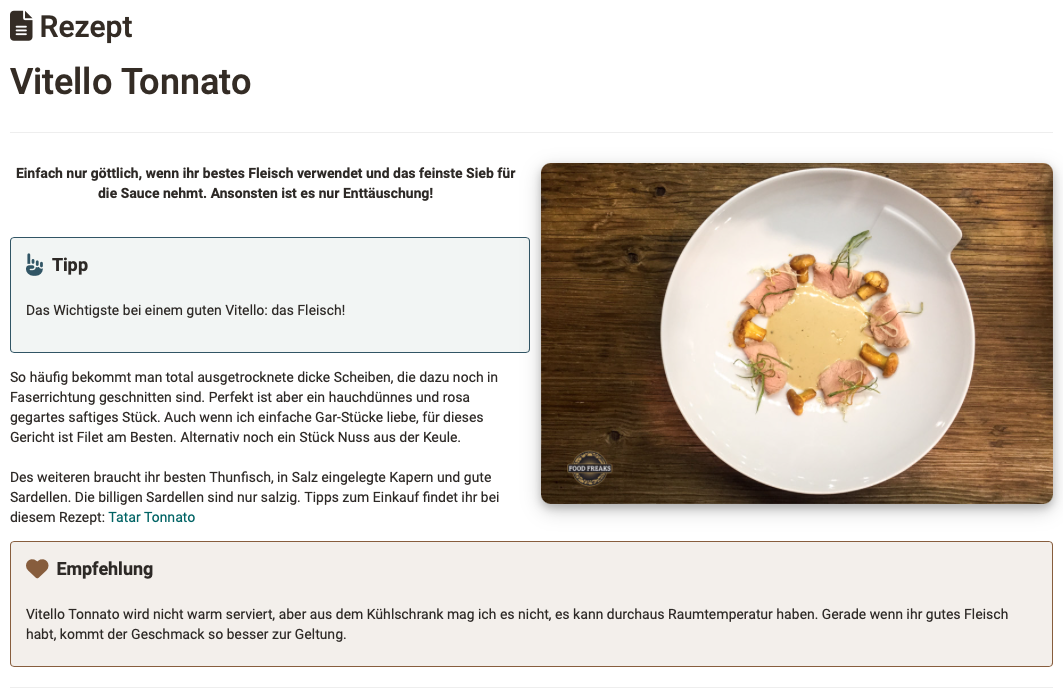 Rezept
Vitello Tonnato
Einfach nur göttlich, wenn ihr bestes Fleisch verwendet und das feinste Sieb für
die Sauce nehmt. Ansonsten ist es nur Enttäuschung!
Tipp
Das Wichtigste bei einem guten Vitello: das Fleisch!
So häufig bekommt man total ausgetrocknete dicke Scheiben, die dazu noch in
Faserrichtung geschnitten sind. Perfekt ist aber ein hauchdünnes und rosa
gegartes saftiges Stück. Auch wenn ich einfache Gar-Stücke liebe, für dieses
Gericht ist Filet am Besten. Alternativ noch ein Stück Nuss aus der Keule.
Des weiteren braucht ihr besten Thunfisch, in Salz eingelegte Kapern und gute
Sardellen. Die billigen Sardellen sind nur salzig. Tipps zum Einkauf findet ihr bei
diesem Rezept: Tatar Tonnato
FOOD FREAKS
Empfehlung
Vitello Tonnato wird nicht warm serviert, aber aus dem Kühlschrank mag ich es nicht, es kann durchaus Raumtemperatur haben. Gerade wenn ihr gutes Fleisch
habt, kommt der Geschmack so besser zur Geltung.